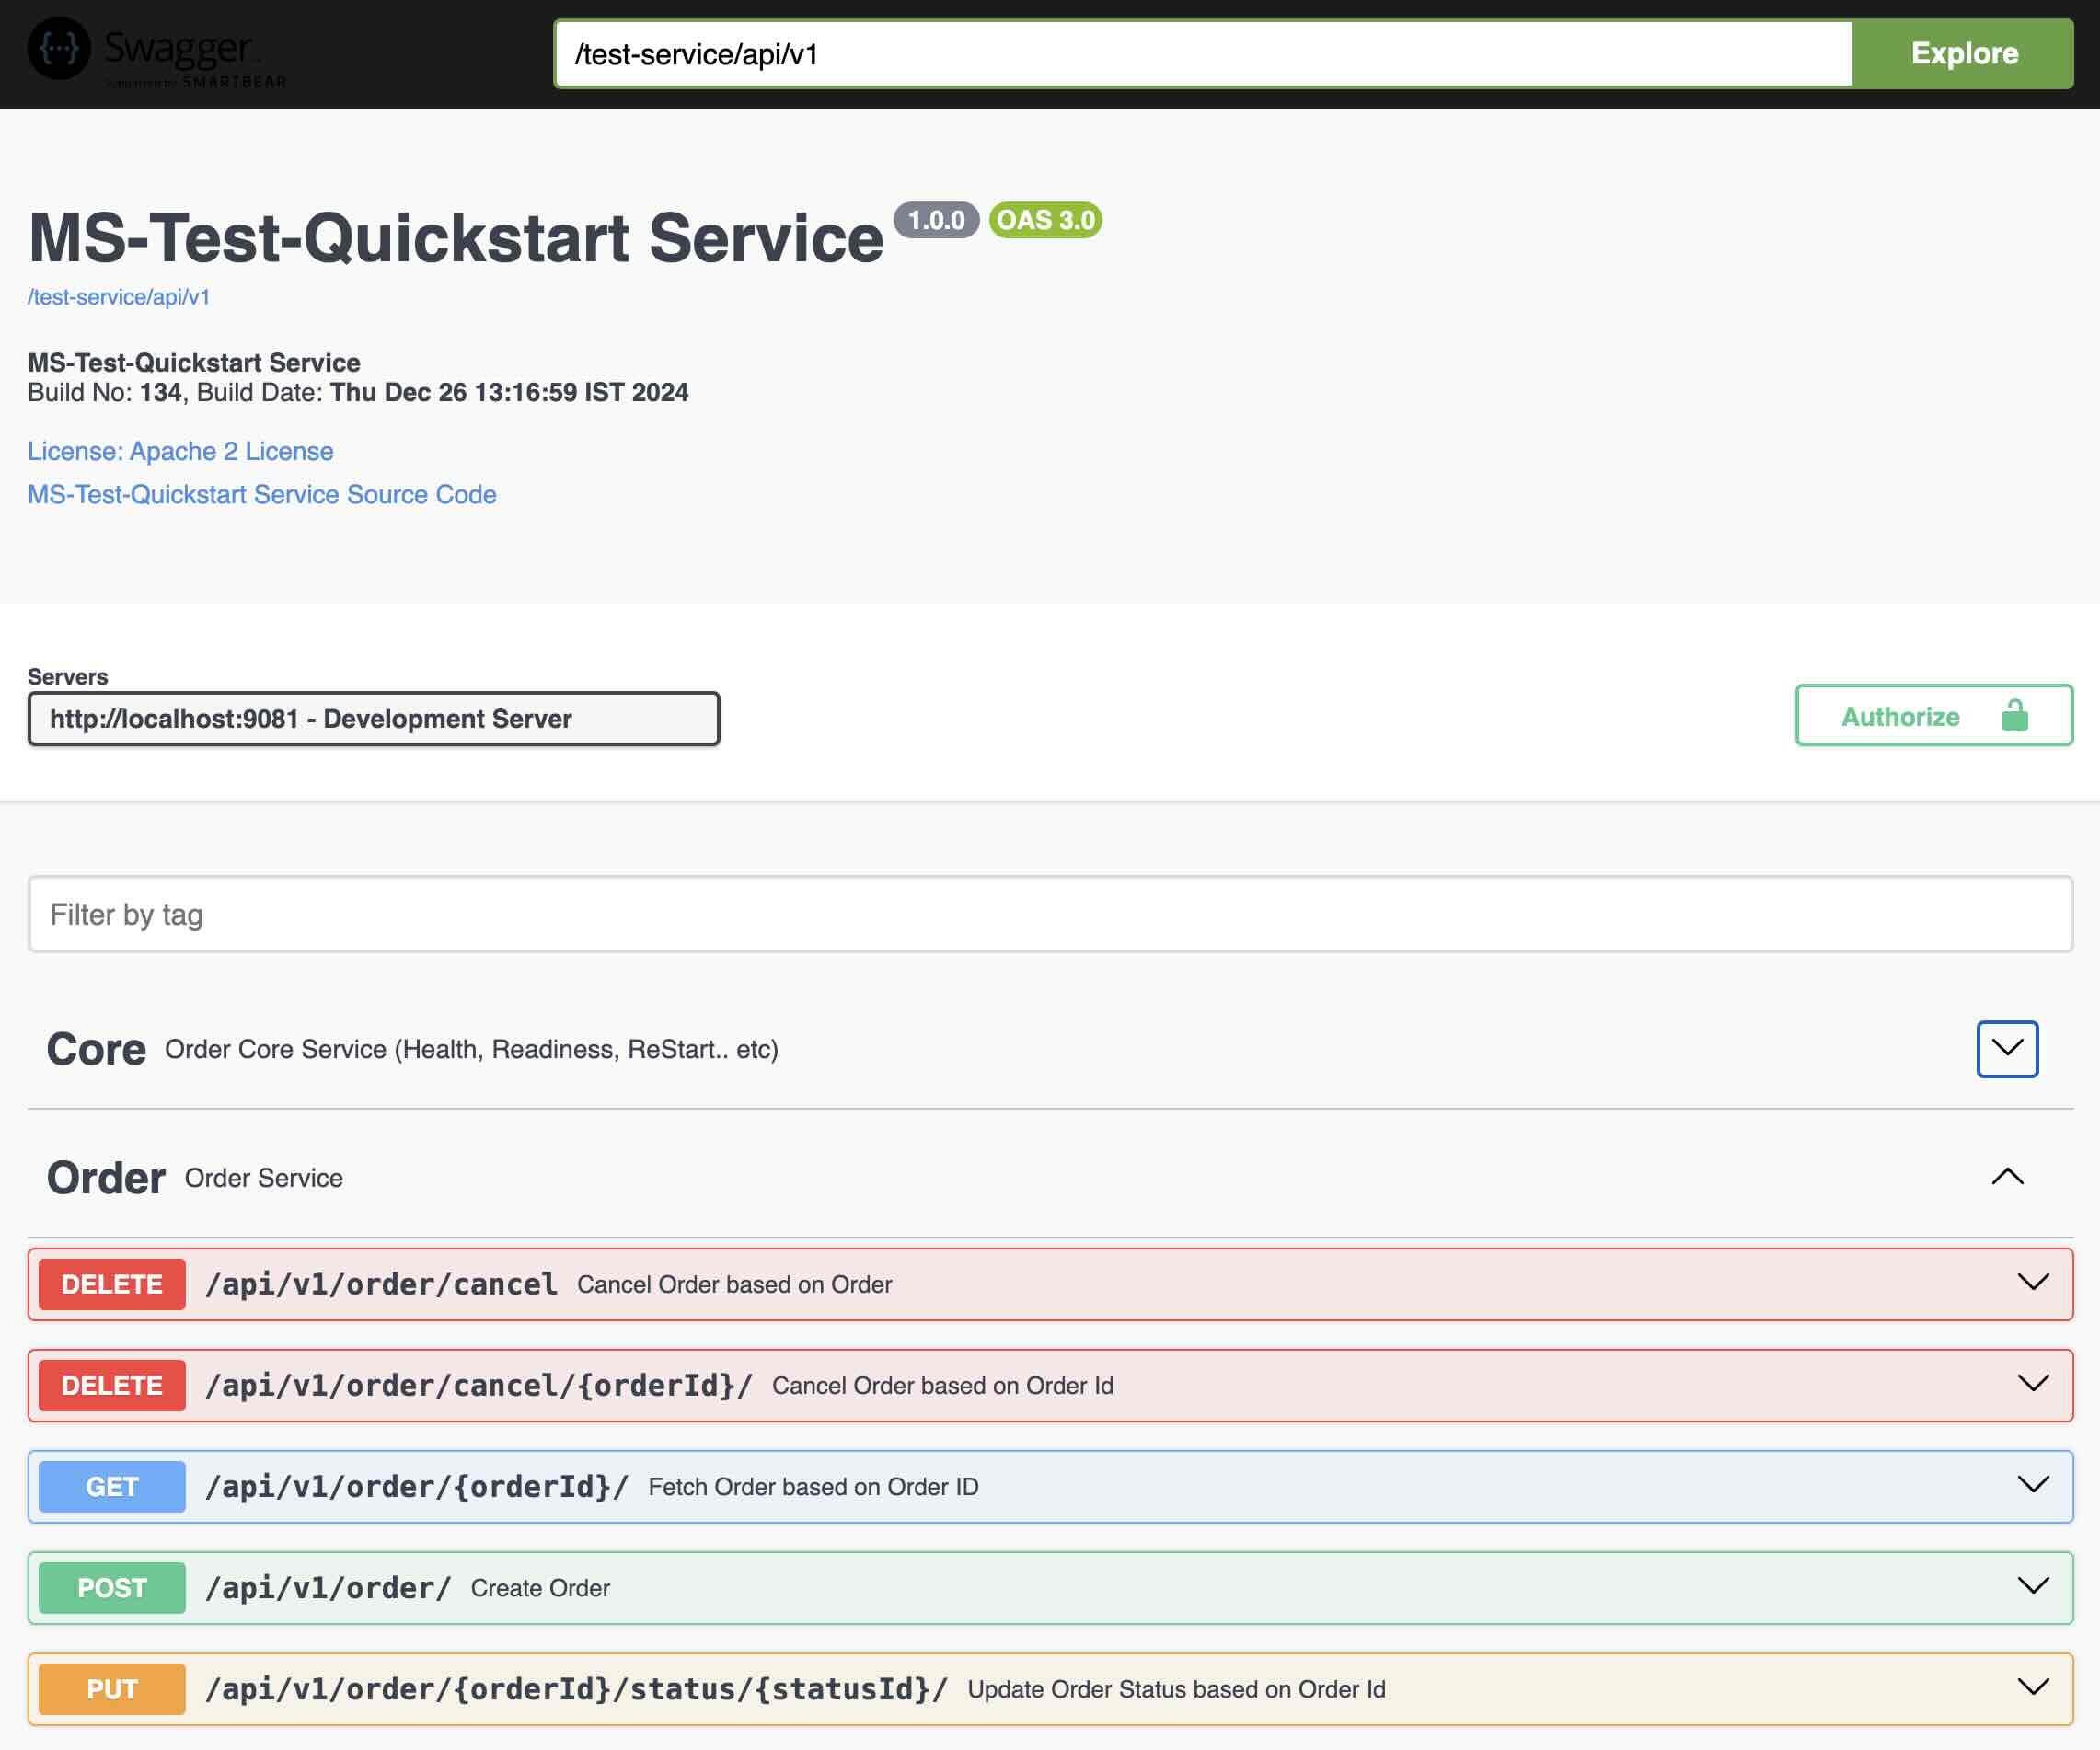 Swagger
Supported by SMARTBEAR
/test-service/api/v1
Explore
MS-Test-Quickstart Service 1.0.0 OAS 3.0
/test-service/api/v1
MS-Test-Quickstart Service
Build No: 134, Build Date: Thu Dec 26 13:16:59 IST 2024
License: Apache 2 License
MS-Test-Quickstart Service Source Code
Servers
http://localhost:9081 - Development Server
Authorize
Filter by tag
Core Order Core Service (Health, Readiness, ReStart.. etc)
Order Order Service
DELETE /api/v1/order/cancel Cancel Order based on Order
DELETE /api/v1/order/cancel/{orderId}/ Cancel Order based on Order Id
GET /api/v1/order/{orderId}/ Fetch Order based on Order ID
POST /api/v1/order/ Create Order
PUT /api/v1/order/{orderId}/status/{statusId}/ Update Order Status based on Order Id